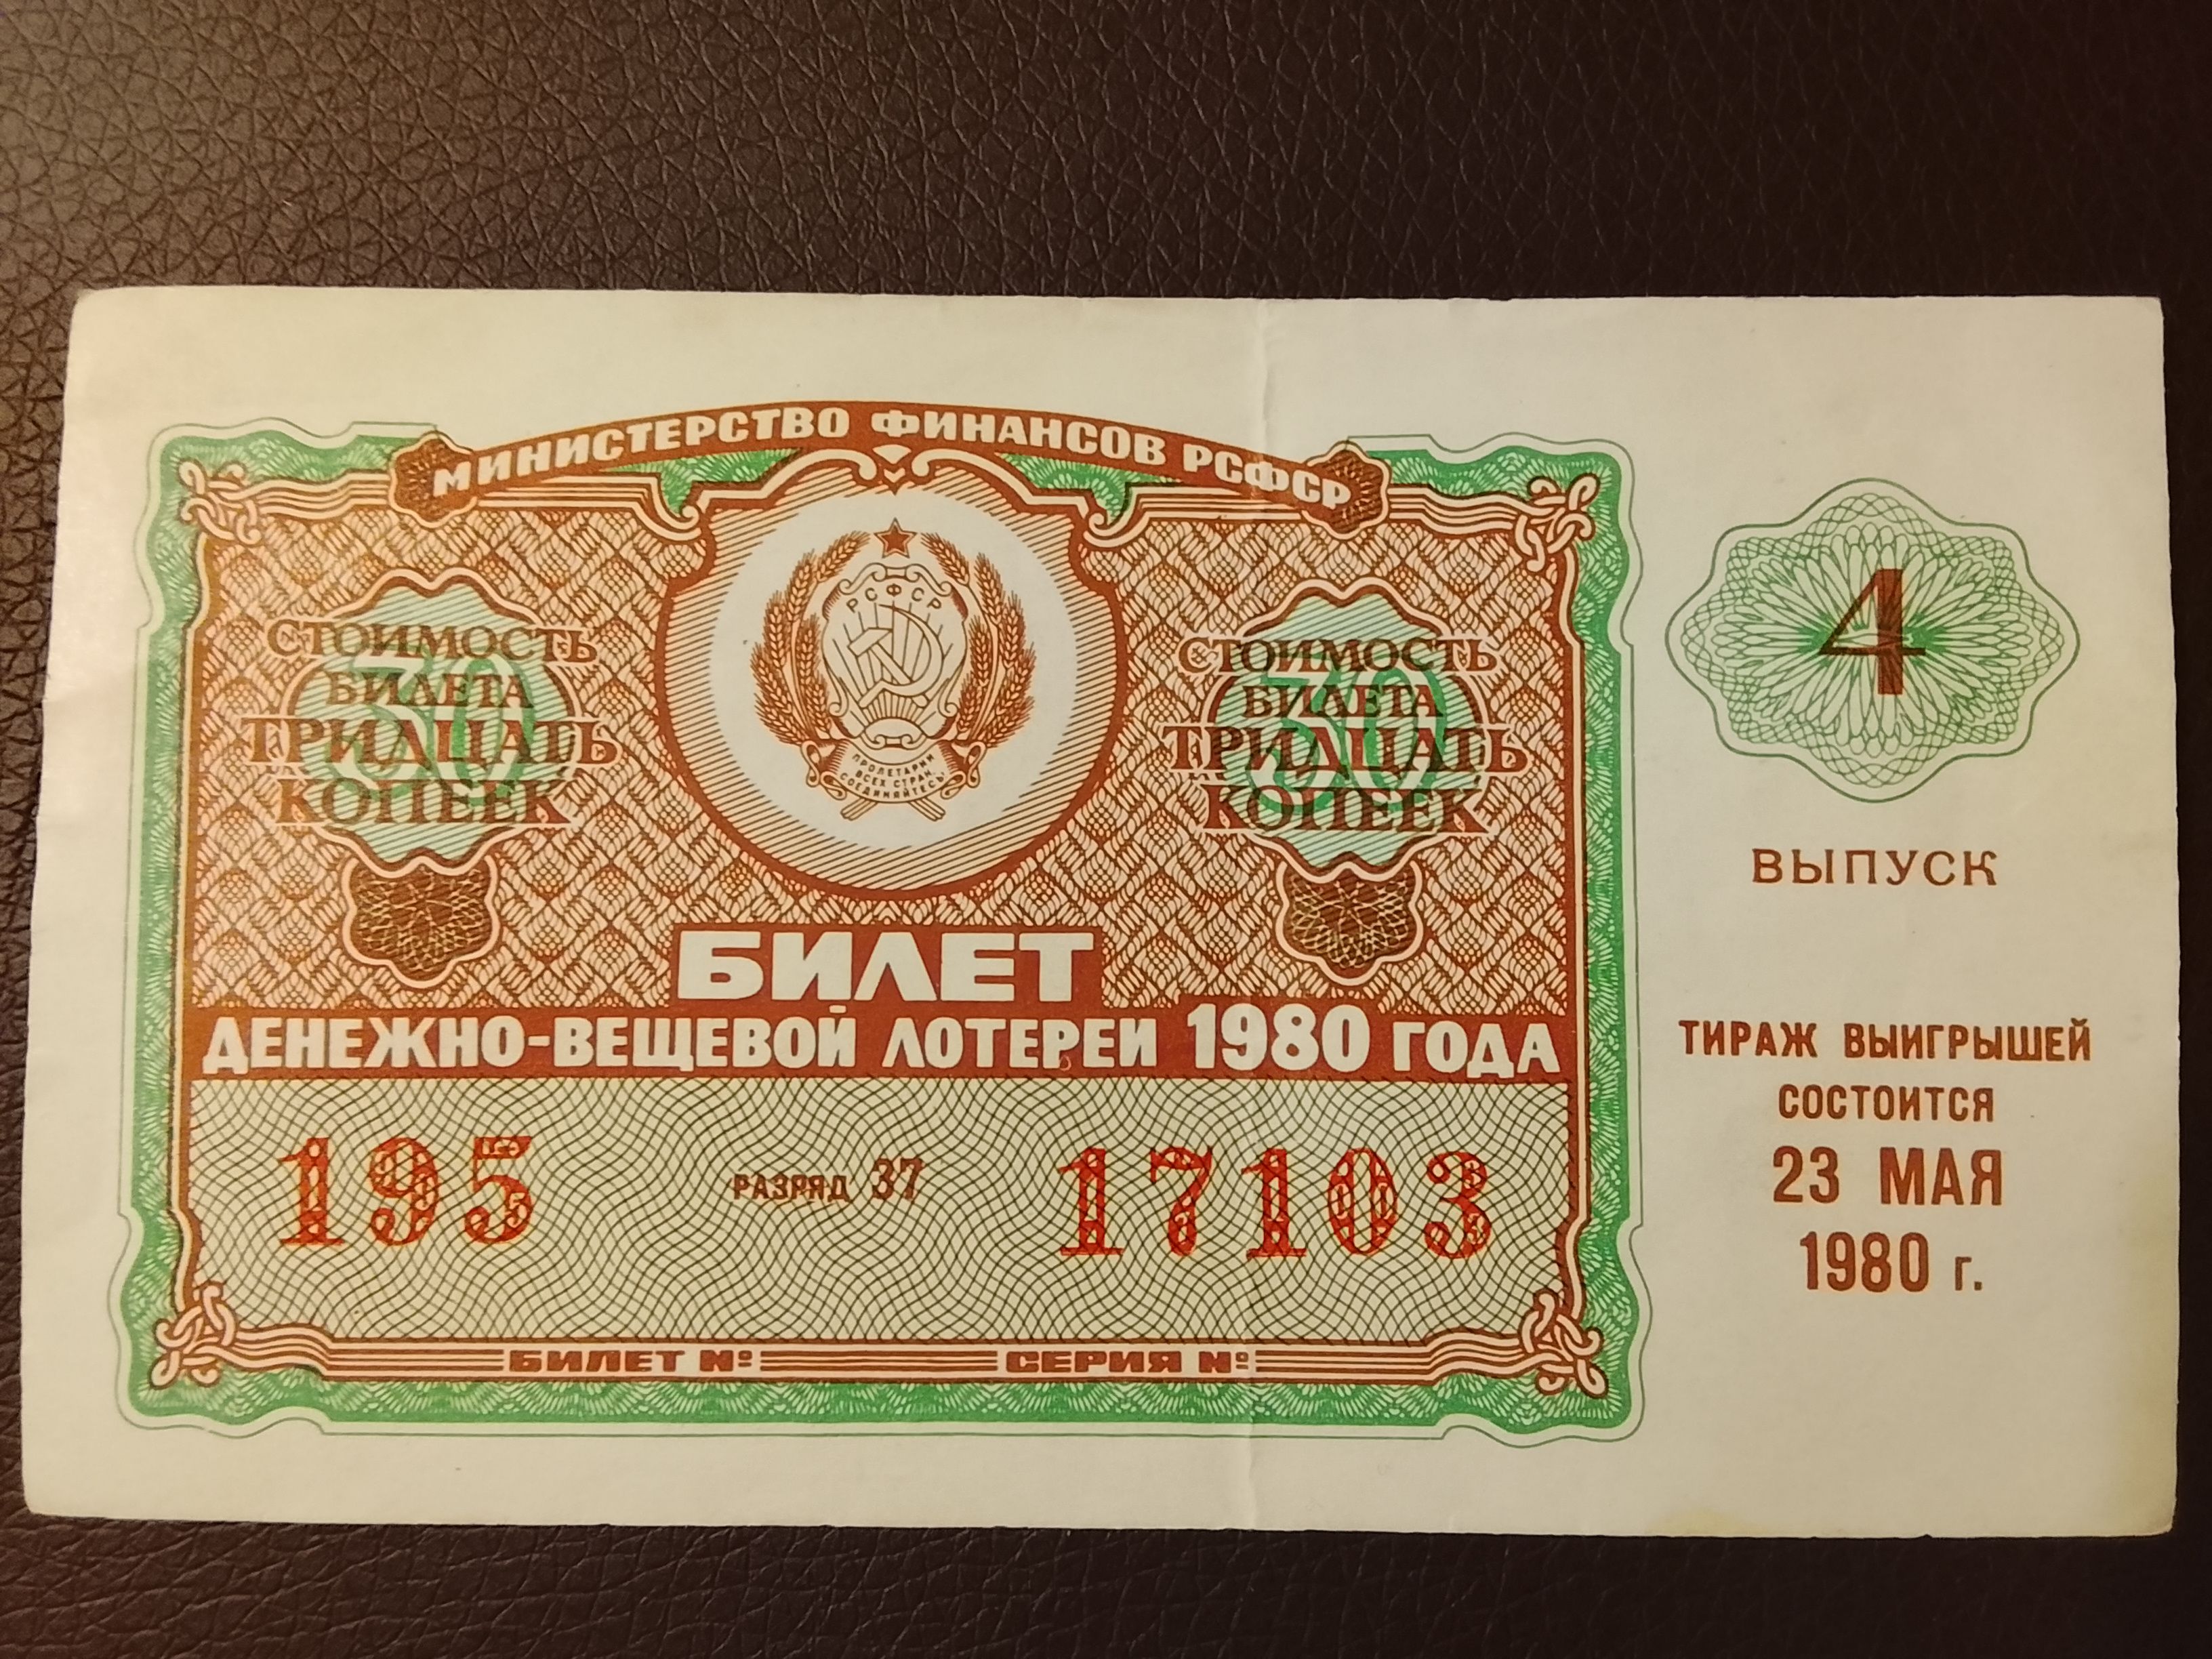 МИНИСТЕРСТВО ФИНАНСОВ РСФСР
РСФСР
ПРОЛЕТАРИИ
ВСЕХ СТРАН,
СОЕДИНЯЙТЕСЬ!
30
СТОИМОСТЬ
БИЛЕТА
ТРИДЦАТЬ
КОПЕЕК
30
СТОИМОСТЬ
БИЛЕТА
ТРИДЦАТЬ
КОПЕЕК
БИЛЕТ
ДЕНЕЖНО-ВЕЩЕВОЙ ЛОТЕРЕИ 1980 ГОДА
195 РАЗРЯД 37 17103
БИЛЕТ № СЕРИЯ №
4
ВЫПУСК
ТИРАЖ ВЫИГРЫШЕЙ
СОСТОИТСЯ
23 МАЯ
1980 г.